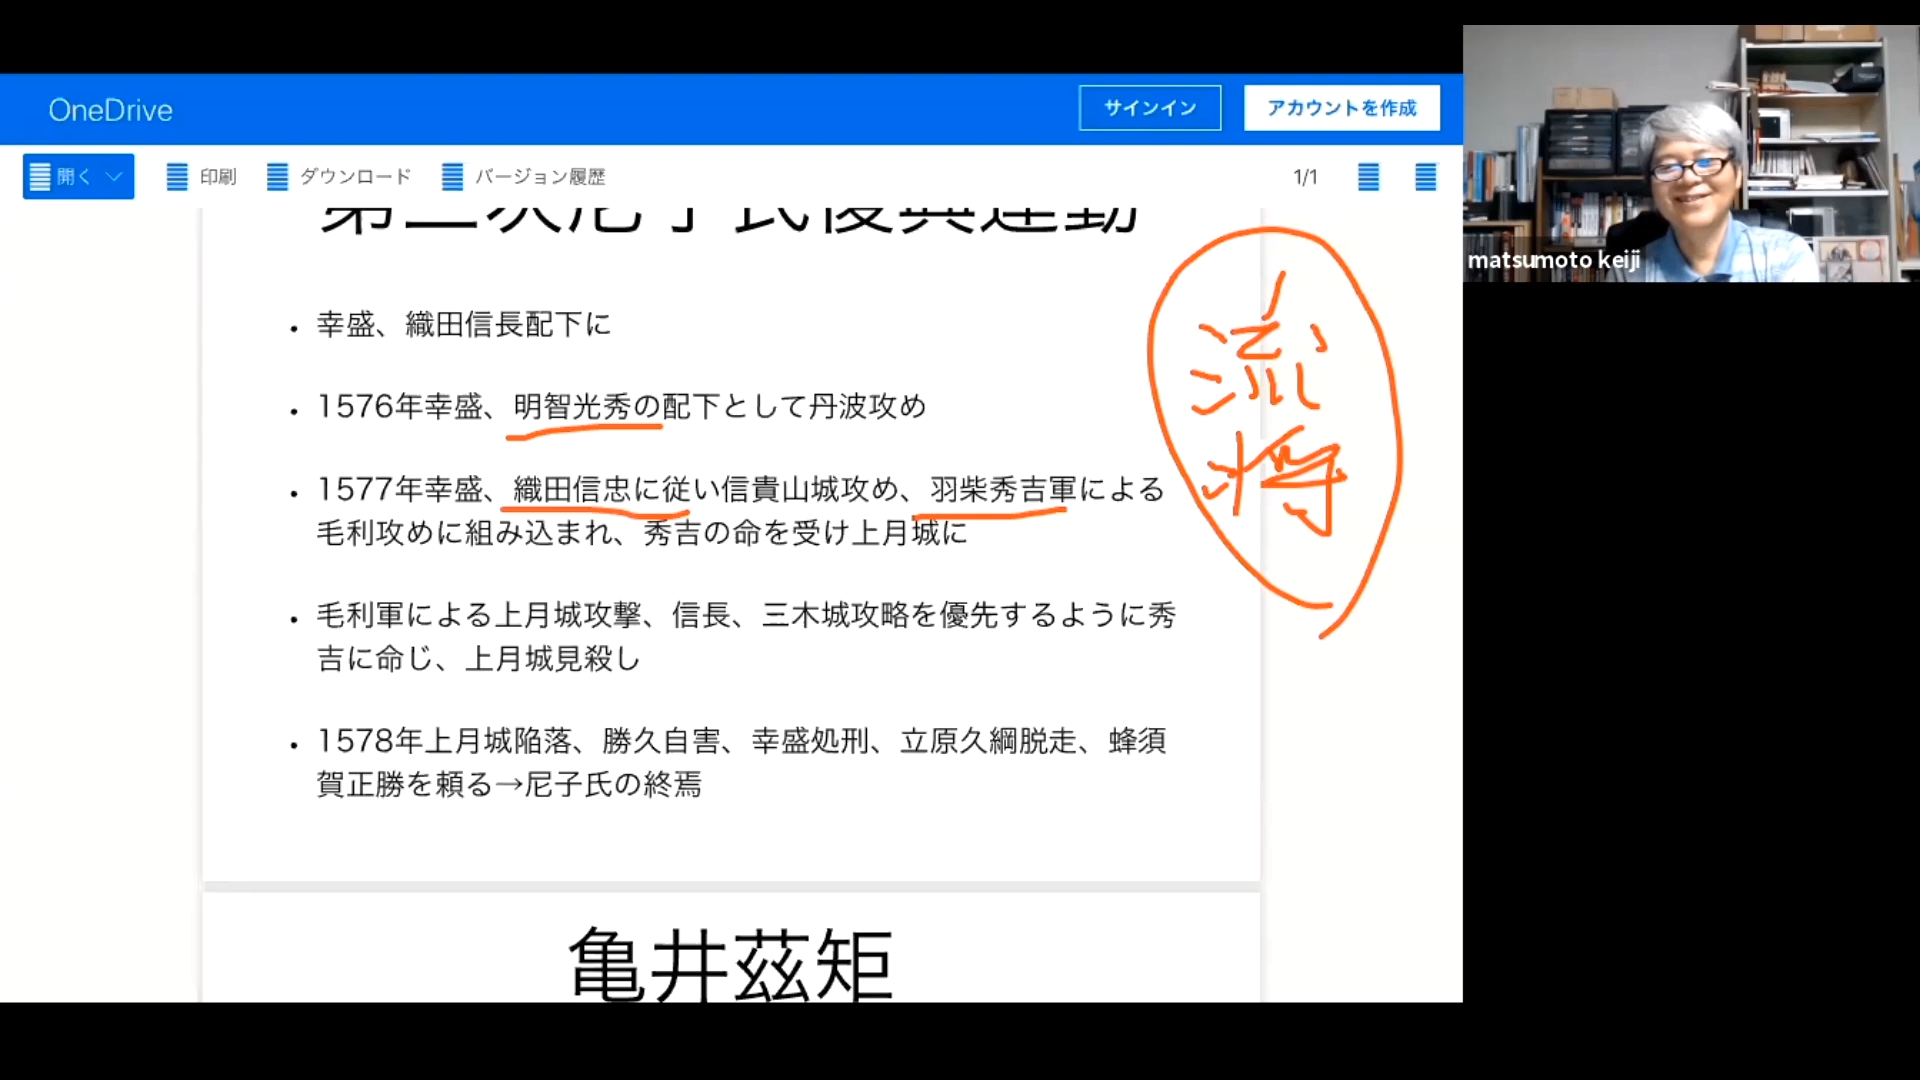 OneDrive
サインイン
アカウントを作成
開く
印刷
ダウンロード
バージョン履歴
1/1
matsumoto keiji
尼子氏復興運動
・幸盛、織田信長配下に
・1576年幸盛、明智光秀の配下として丹波攻め
・1577年幸盛、織田信忠に従い信貴山城攻め、羽柴秀吉軍による
毛利攻めに組み込まれ、秀吉の命を受け上月城に
・毛利軍による上月城攻撃、信長、三木城攻略を優先するように秀
吉に命じ、上月城見殺し
・1578年上月城陥落、勝久自害、幸盛処刑、立原久綱脱走、蜂須
賀正勝を頼る→尼子氏の終焉
流
将
亀井茲矩